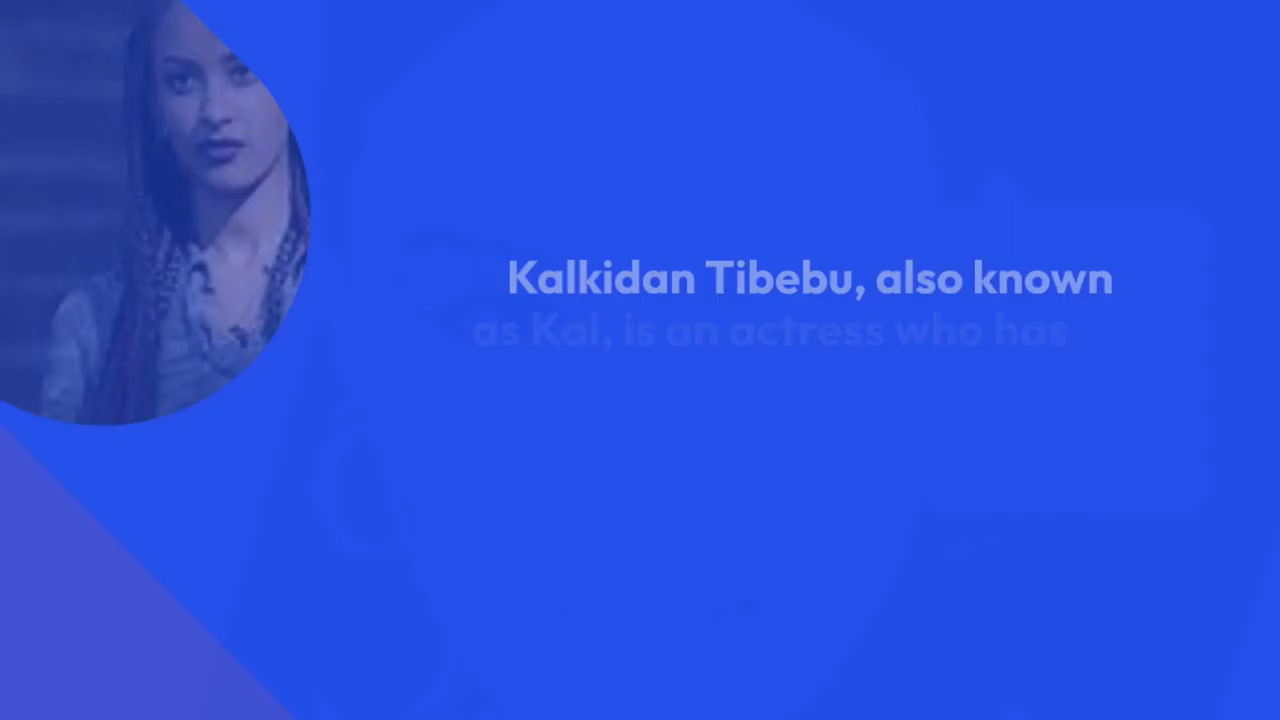 Kalkidan Tibebu, also known
as Kal, is an actress who has